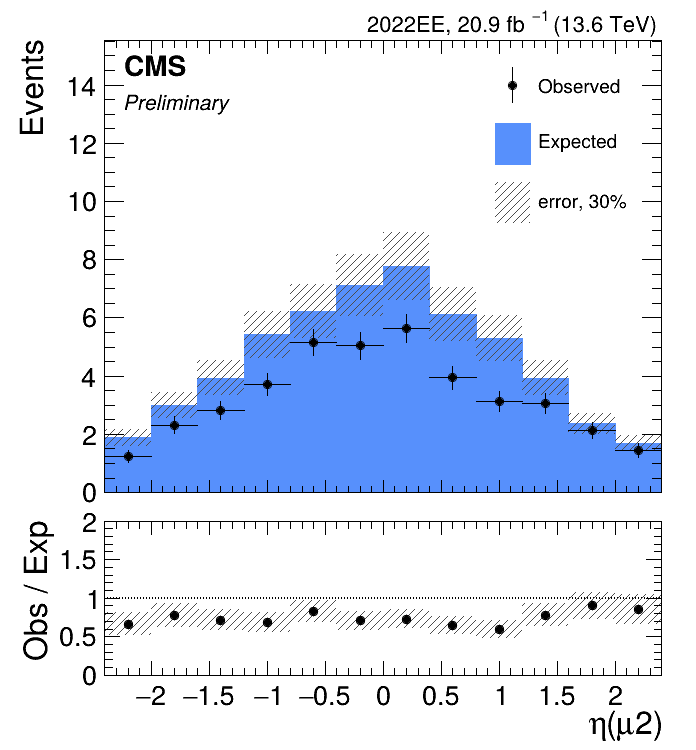 2022EE, 20.9 fb⁻¹ (13.6 TeV)
CMS
Preliminary
Observed
Expected
error, 30%
Events
14
12
10
8
6
4
2
0
Obs / Exp
2
1.5
1
0.5
0
−2 −1.5 −1 −0.5 0 0.5 1 1.5 2
η(μ2)